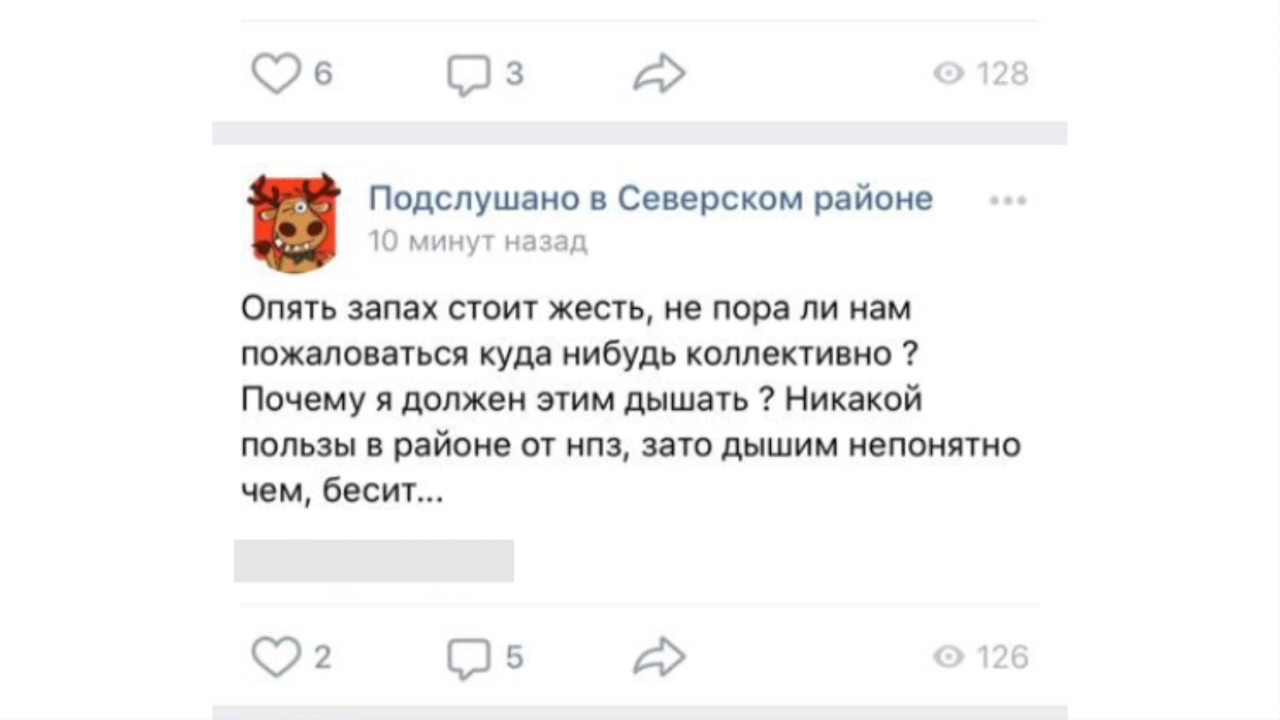 6 3 128
Подслушано в Северском районе
10 минут назад
Опять запах стоит жесть, не пора ли нам
пожаловаться куда нибудь коллективно ?
Почему я должен этим дышать ? Никакой
пользы в районе от нпз, зато дышим непонятно
чем, бесит...
2 5 126